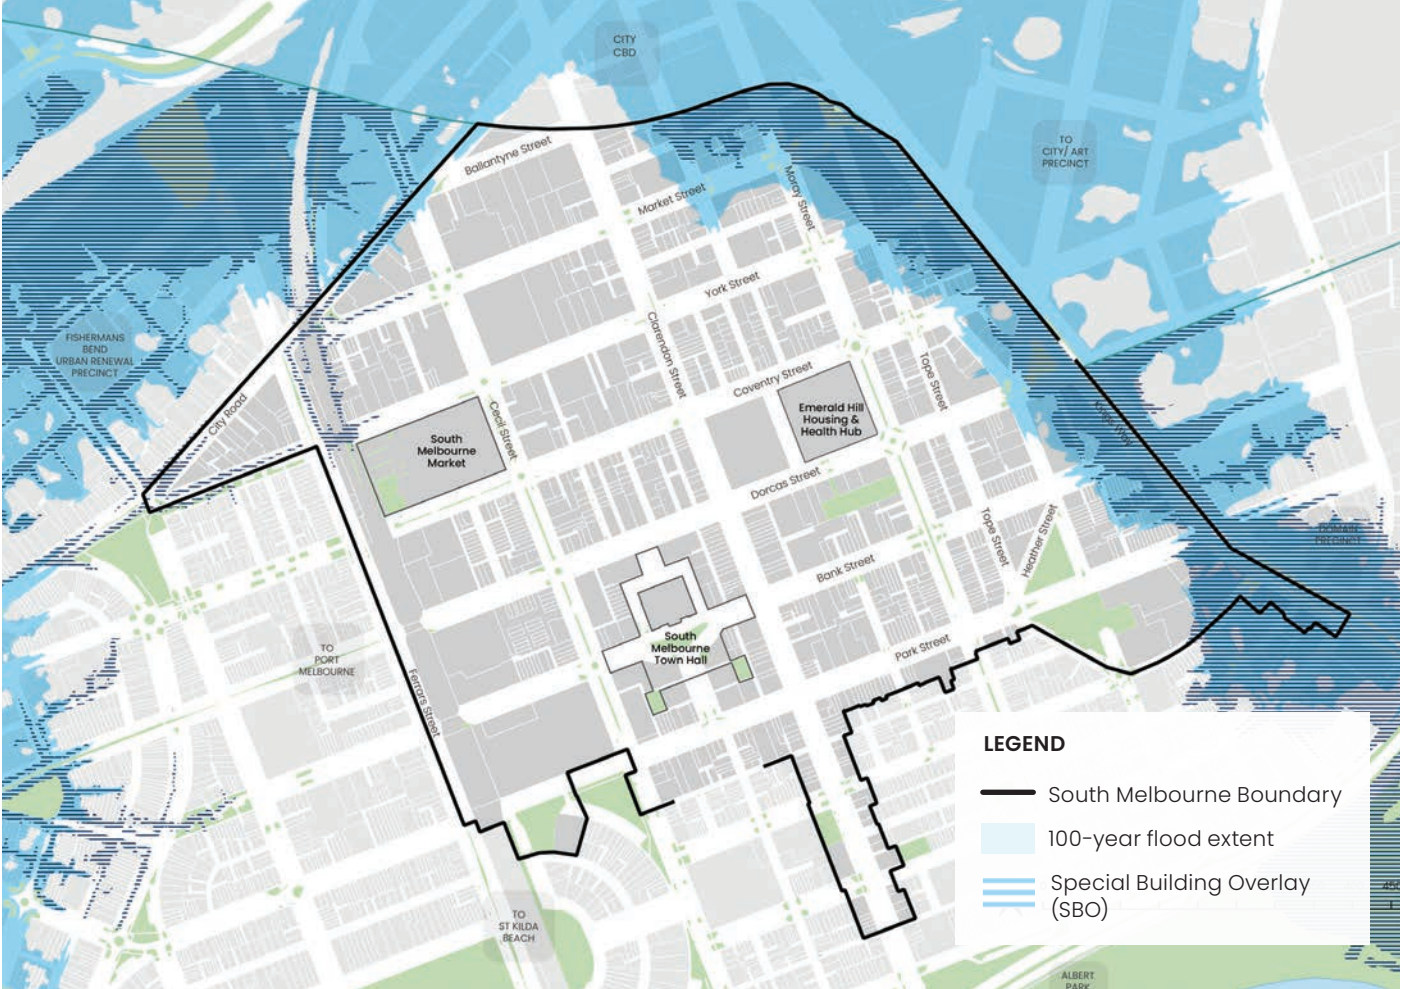 CITY
CBD
TO
CITY/ ART
PRECINCT
Ballantyne Street
Market Street
Moray Street
York Street
FISHERMANS
BEND
URBAN RENEWAL
PRECINCT
Clarendon Street
Coventry Street
Tope Street
City Road
Cecil Street
South
Melbourne
Market
Emerald Hill
Housing &
Health Hub
Dorcas Street
Tope Street
Heather Street
DOMAIN
PRECINCT
Bank Street
South
Melbourne
Town Hall
Park Street
TO
PORT
MELBOURNE
Ferrars Street
LEGEND
South Melbourne Boundary
100-year flood extent
Special Building Overlay
(SBO)
TO
ST KILDA
BEACH
ALBERT
PARK